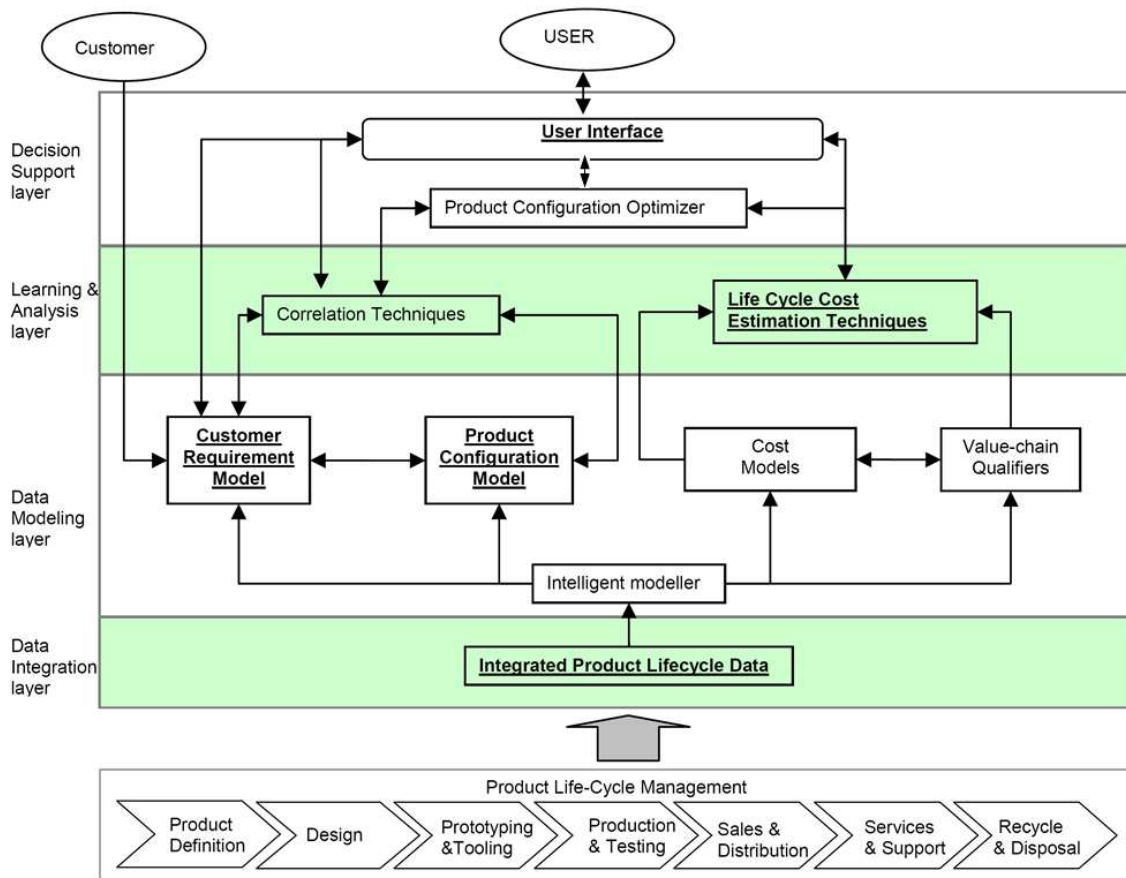 Customer
USER
Decision
Support
layer
User Interface
Product Configuration Optimizer
Learning &
Analysis
layer
Correlation Techniques
Life Cycle Cost
Estimation Techniques
Data
Modeling
layer
Customer
Requirement
Model
Product
Configuration
Model
Cost
Models
Value-chain
Qualifiers
Intelligent modeller
Data
Integration
layer
Integrated Product Lifecycle Data
Product Life-Cycle Management
Product
Definition
Design
Prototyping
&Tooling
Production
& Testing
Sales &
Distribution
Services
& Support
Recycle
& Disposal